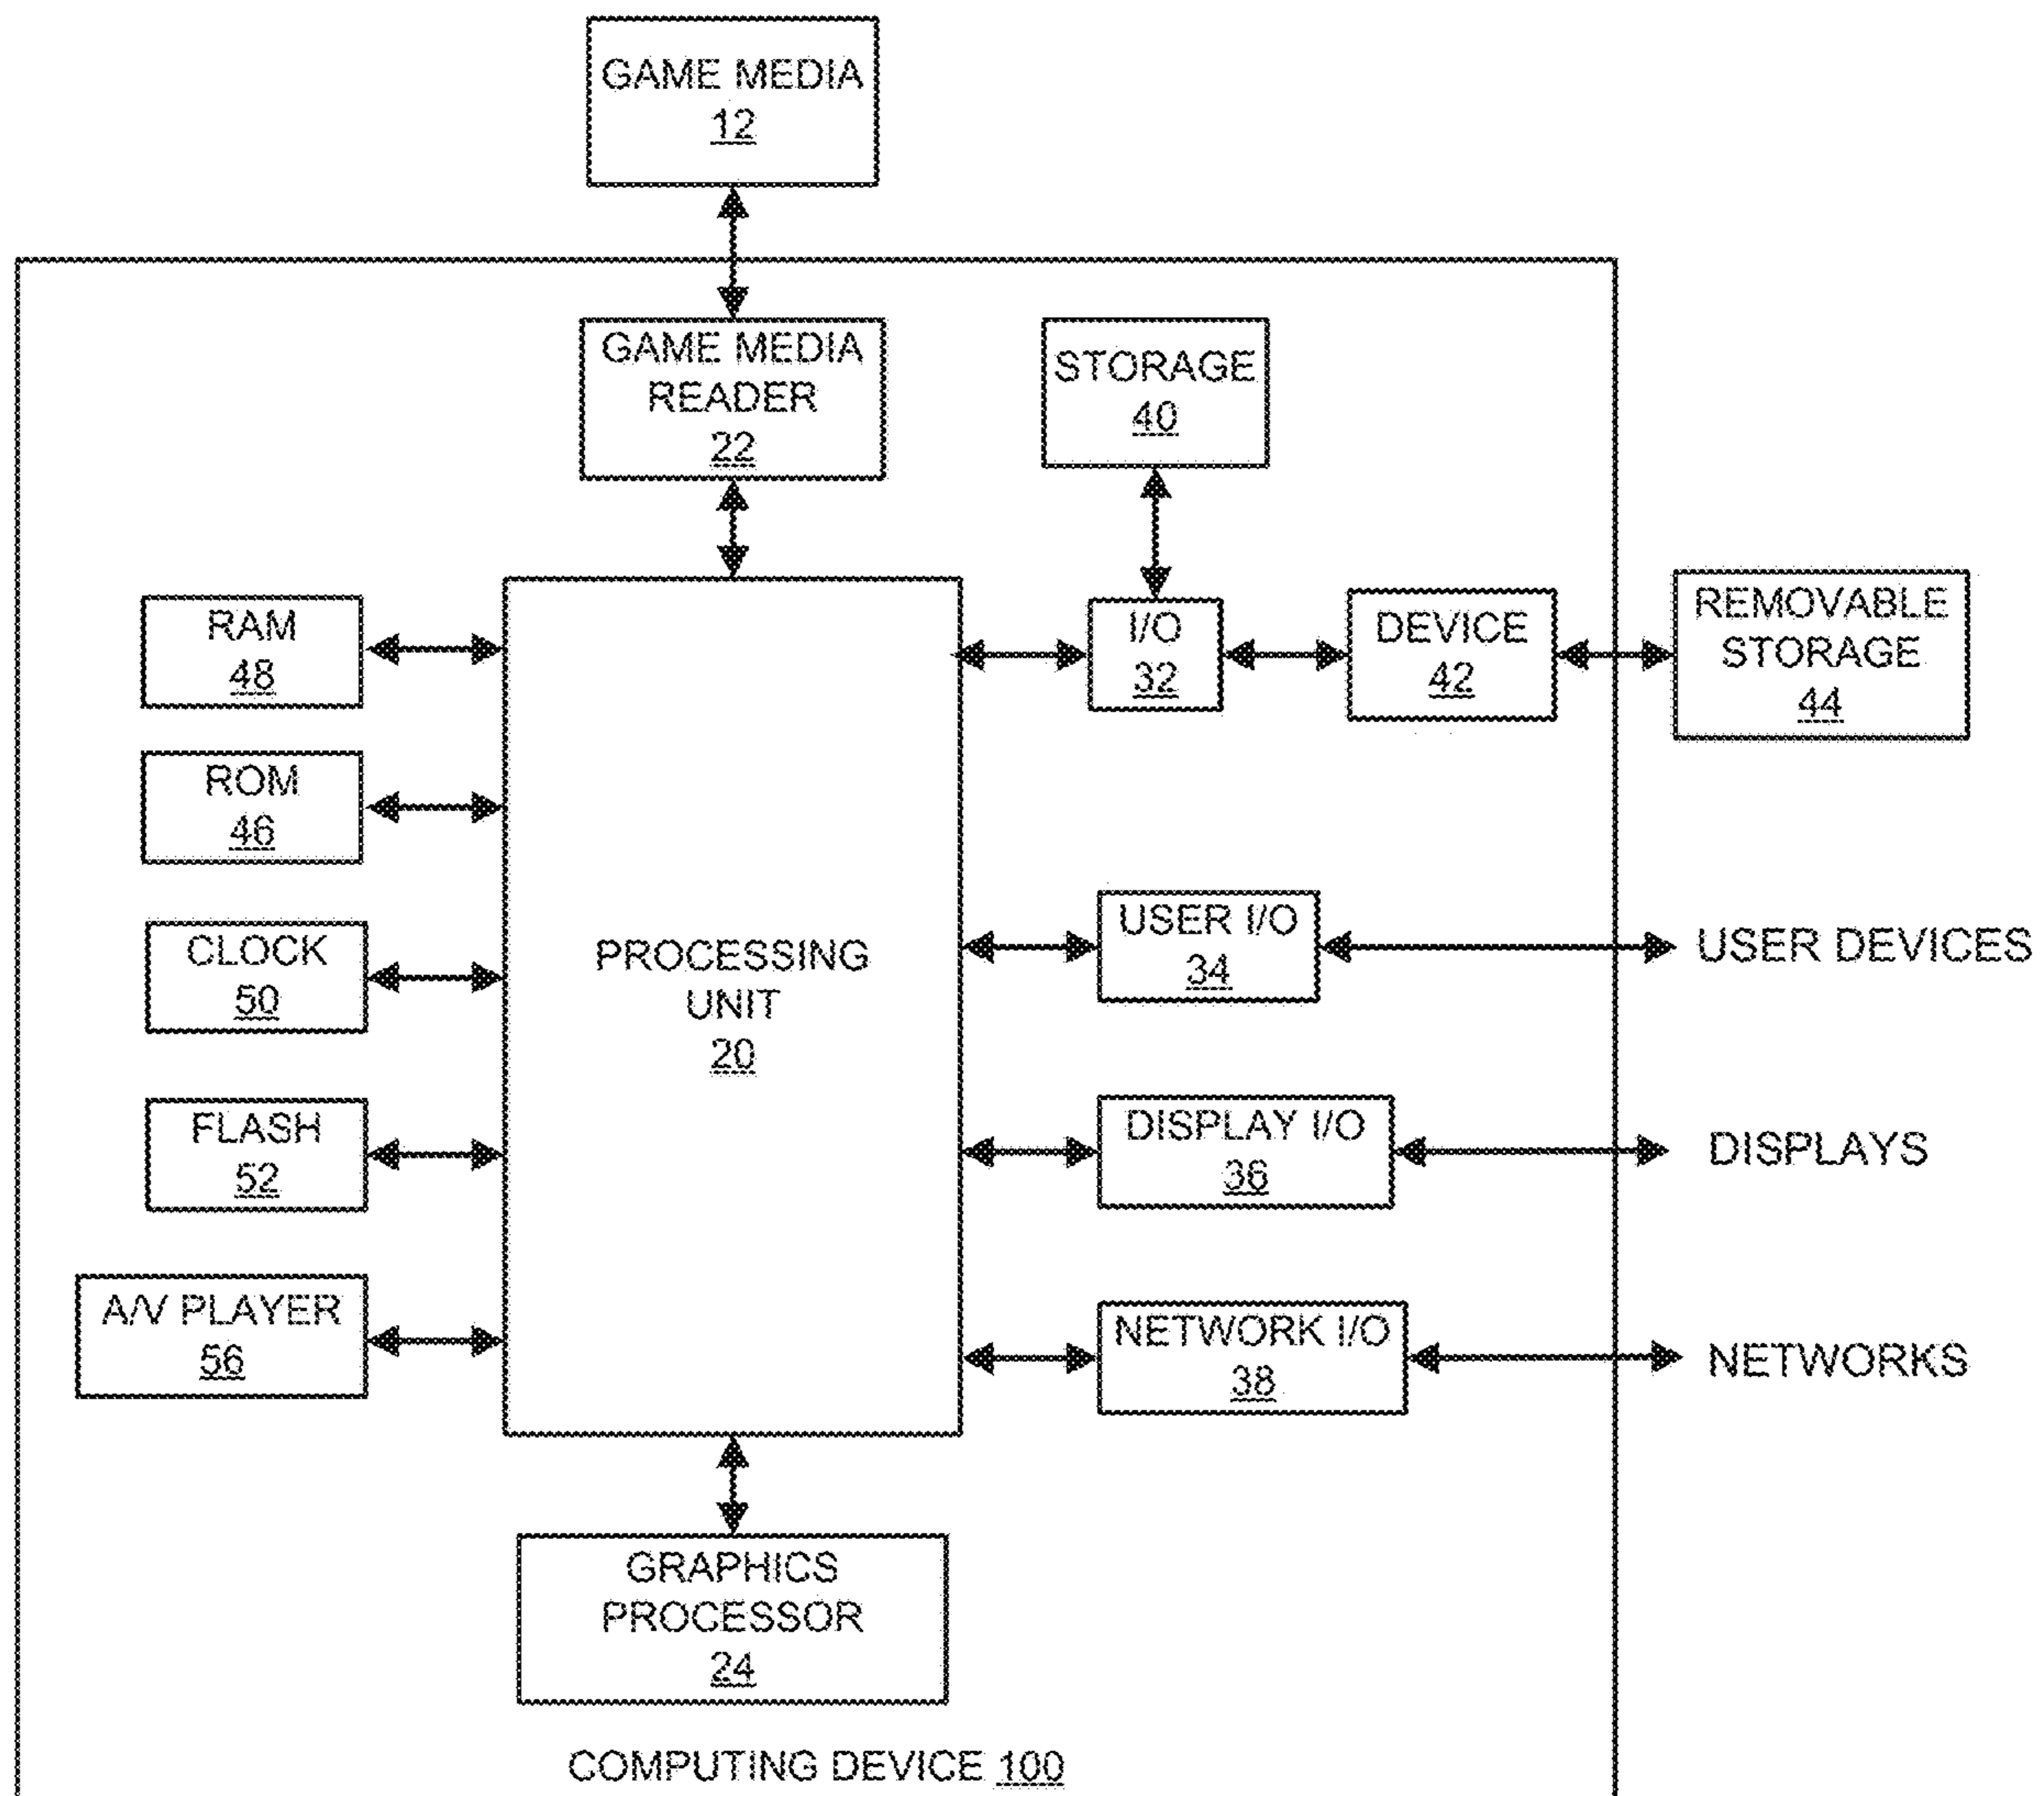 GAME MEDIA
12
GAME MEDIA
READER
22
STORAGE
40
RAM
48
I/O
32
DEVICE
42
REMOVABLE
STORAGE
44
ROM
46
CLOCK
50
PROCESSING
UNIT
20
USER I/O
34
USER DEVICES
FLASH
52
DISPLAY I/O
36
DISPLAYS
A/V PLAYER
56
NETWORK I/O
38
NETWORKS
GRAPHICS
PROCESSOR
24
COMPUTING DEVICE 100